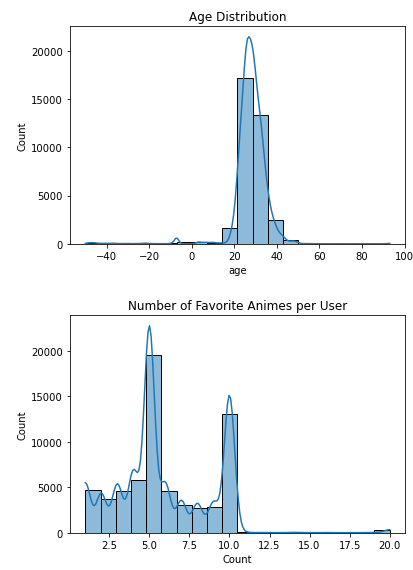 Age Distribution
Count
20000
15000
10000
5000
0
−40 −20 0 20 40 60 80 100
age
Number of Favorite Animes per User
Count
20000
15000
10000
5000
0
2.5 5.0 7.5 10.0 12.5 15.0 17.5 20.0
Count